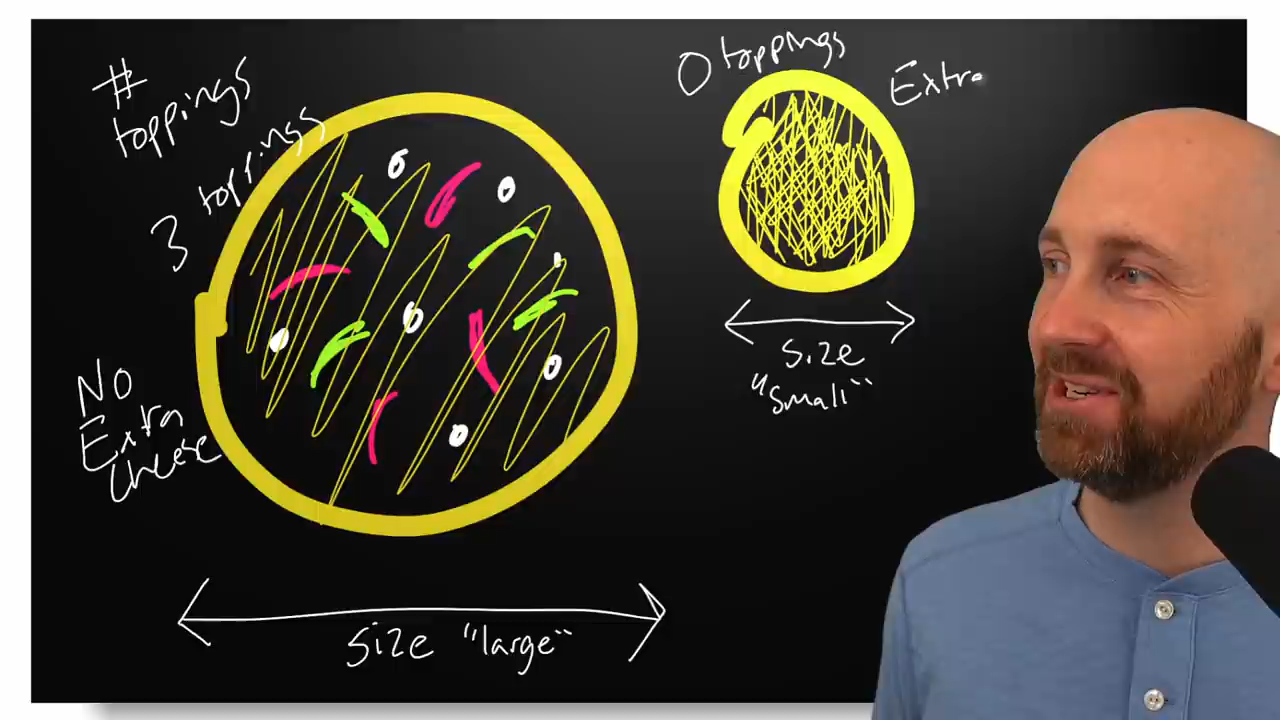 #
toppings
3 toppings
No
Extra
cheese
size "large"
0 toppings
Extra
size
"small"